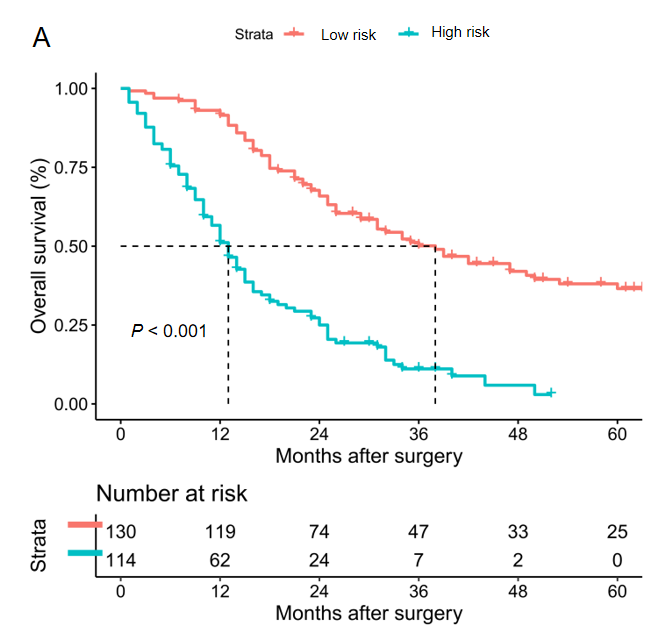 A
Strata Low risk High risk
Overall survival (%)
1.00
0.75
0.50
0.25
0.00
P < 0.001
0 12 24 36 48 60
Months after surgery
Number at risk
Strata
130 119 74 47 33 25
114 62 24 7 2 0
0 12 24 36 48 60
Months after surgery